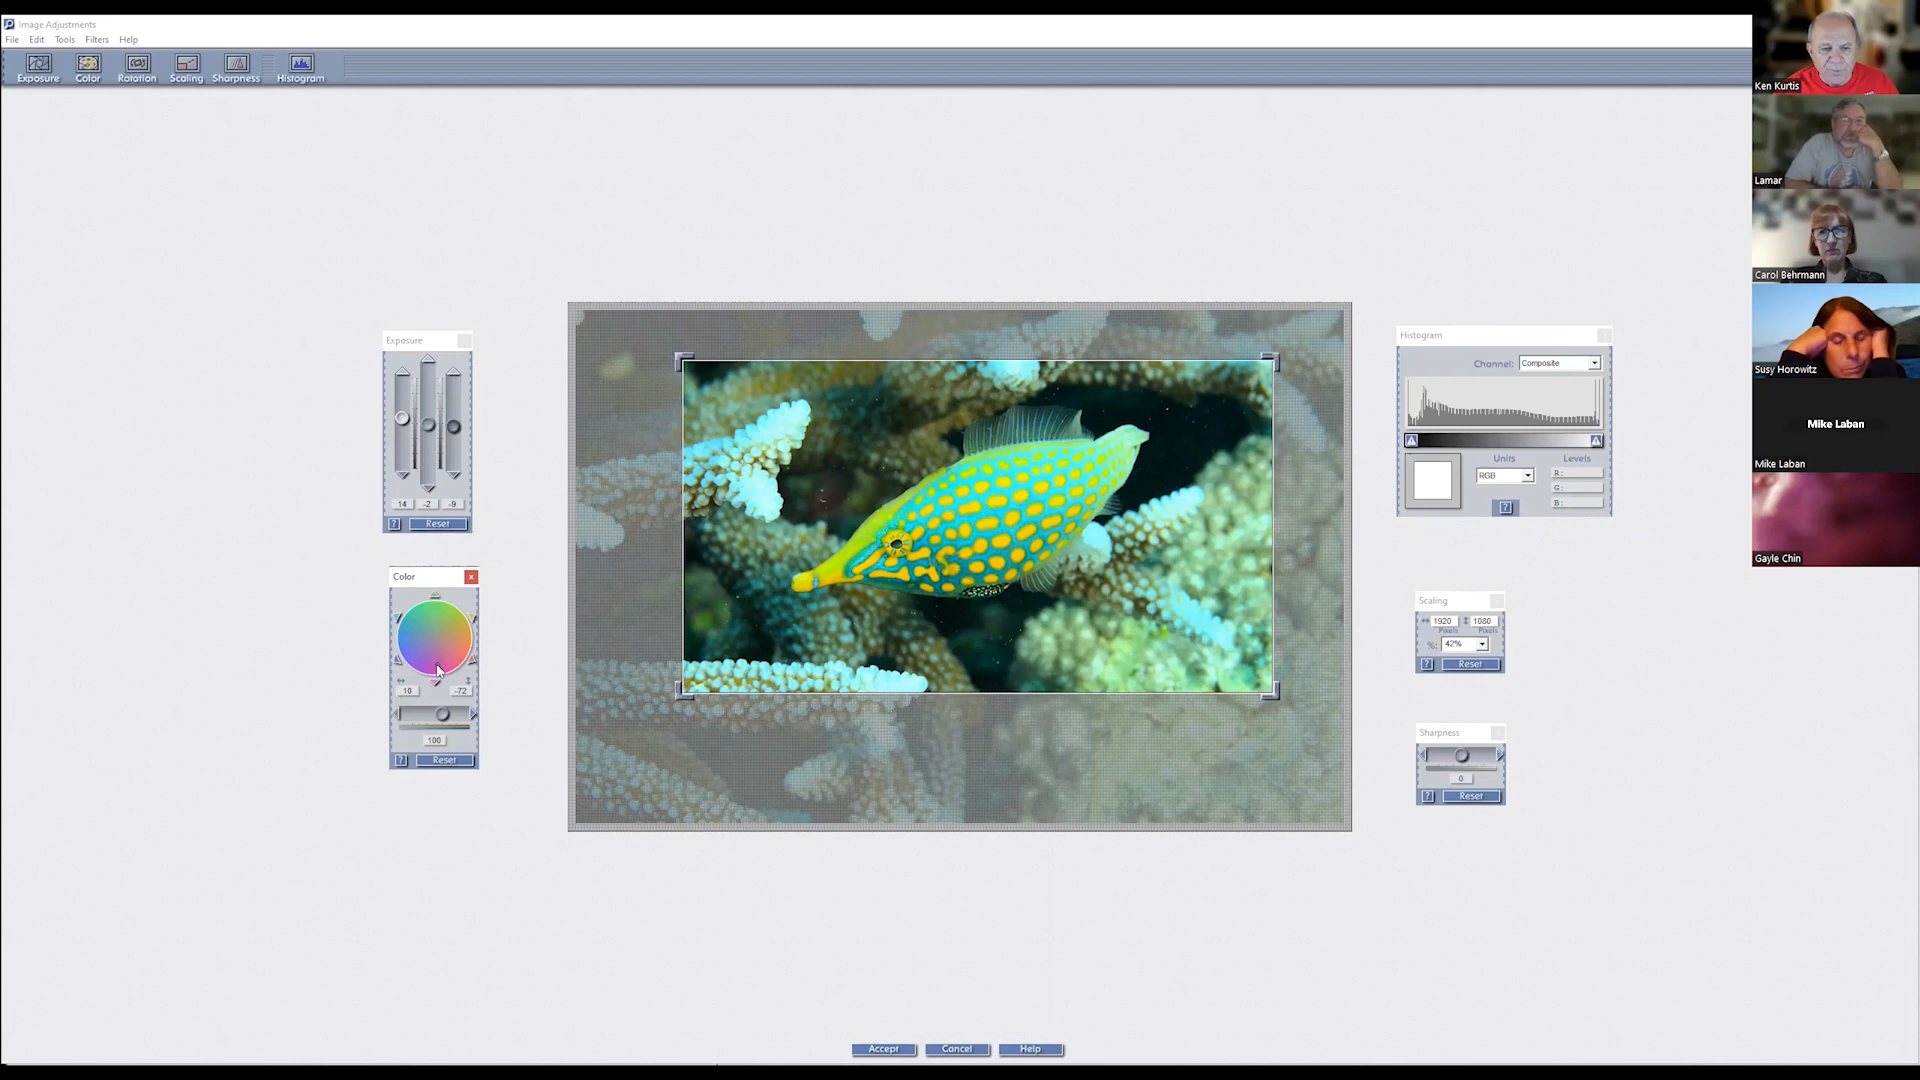 Image Adjustments
File Edit Tools Filters Help
Exposure Color Rotation Scaling Sharpness Histogram
Exposure
14 -2 -9
? Reset
Color x
10 -72
100
? Reset
Histogram
Channel: Composite
Units Levels
RGB R:
G:
B:
?
Scaling
1920 1080
Pixels Pixels
%: 42%
? Reset
Sharpness
0
? Reset
Accept Cancel Help
Ken Kurtis
Lamar
Carol Behrmann
Susy Horowitz
Mike Laban
Mike Laban
Gayle Chin